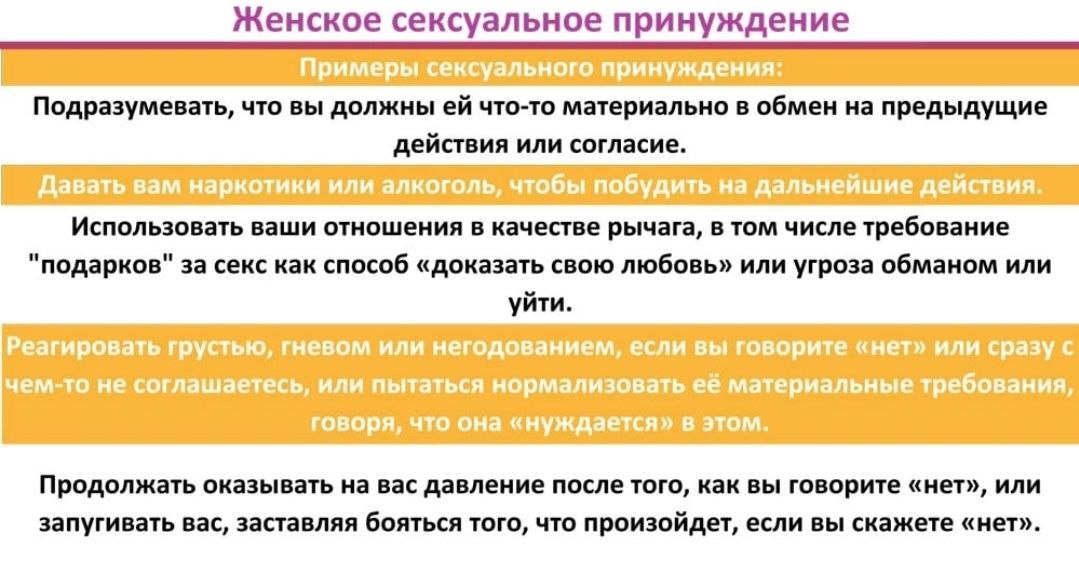 Женское сексуальное принуждение
Примеры сексуального принуждения:
Подразумевать, что вы должны ей что-то материально в обмен на предыдущие
действия или согласие.
Давать вам наркотики или алкоголь, чтобы побудить на дальнейшие действия.
Использовать ваши отношения в качестве рычага, в том числе требование
"подарков" за секс как способ «доказать свою любовь» или угроза обманом или
уйти.
Реагировать грустью, гневом или негодованием, если вы говорите «нет» или сразу с
чем-то не соглашаетесь, или пытаться нормализовать её материальные требования,
говоря, что она «нуждается» в этом.
Продолжать оказывать на вас давление после того, как вы говорите «нет», или
запугивать вас, заставляя бояться того, что произойдет, если вы скажете «нет».